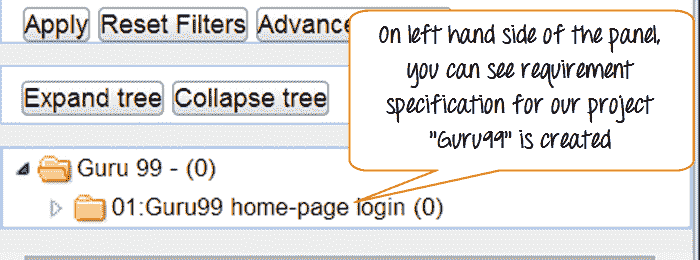 Apply Reset Filters Advance
On left hand side of the panel,
you can see requirement
specification for our project
"Guru99" is created
Expand tree Collapse tree
Guru 99 - (0)
01:Guru99 home-page login (0)